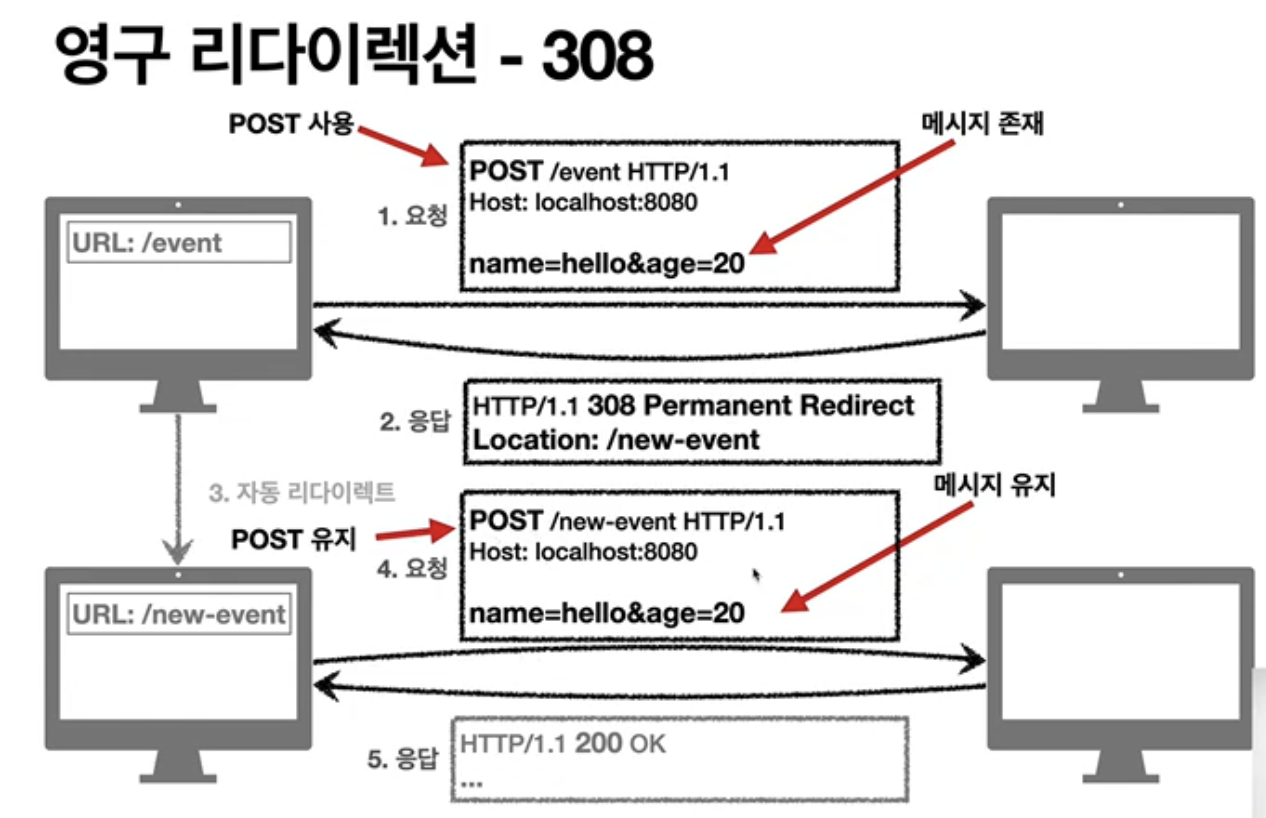 영구 리다이렉션 - 308
POST 사용
메시지 존재
POST /event HTTP/1.1
Host: localhost:8080
1. 요청
name=hello&age=20
URL: /event
2. 응답
HTTP/1.1 308 Permanent Redirect
Location: /new-event
3. 자동 리다이렉트
메시지 유지
POST 유지
POST /new-event HTTP/1.1
Host: localhost:8080
4. 요청
name=hello&age=20
URL: /new-event
5. 응답
HTTP/1.1 200 OK
...